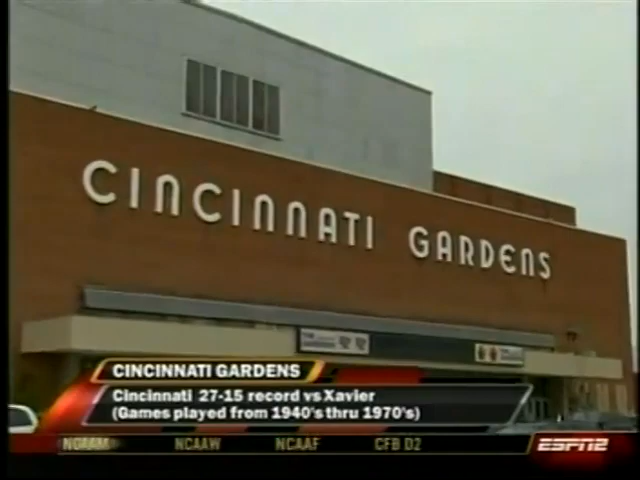 CINCINNATI GARDENS
CINCINNATI GARDENS
Cincinnati 27-15 record vs Xavier
(Games played from 1940's thru 1970's)
NCAAM NCAAW NCAAF CFB D2
ESPN2